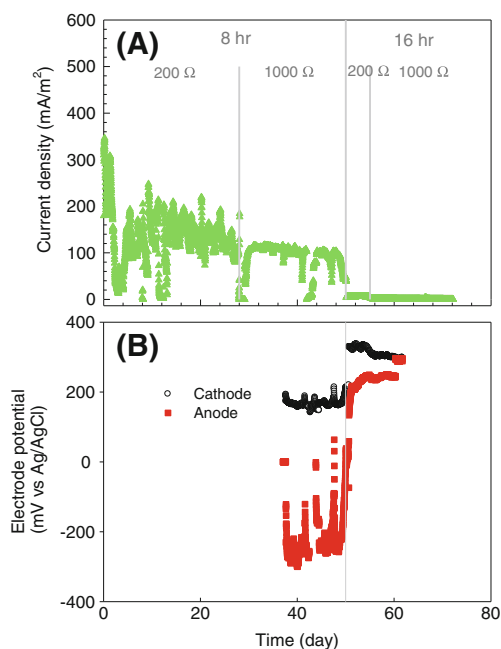 (A)
8 hr
16 hr
200 Ω
1000 Ω
200 Ω
1000 Ω
Current density (mA/m²)
600
500
400
300
200
100
0
(B)
Cathode
Anode
Electrode potential
(mV vs Ag/AgCl)
400
200
0
-200
-400
0
20
40
60
80
Time (day)